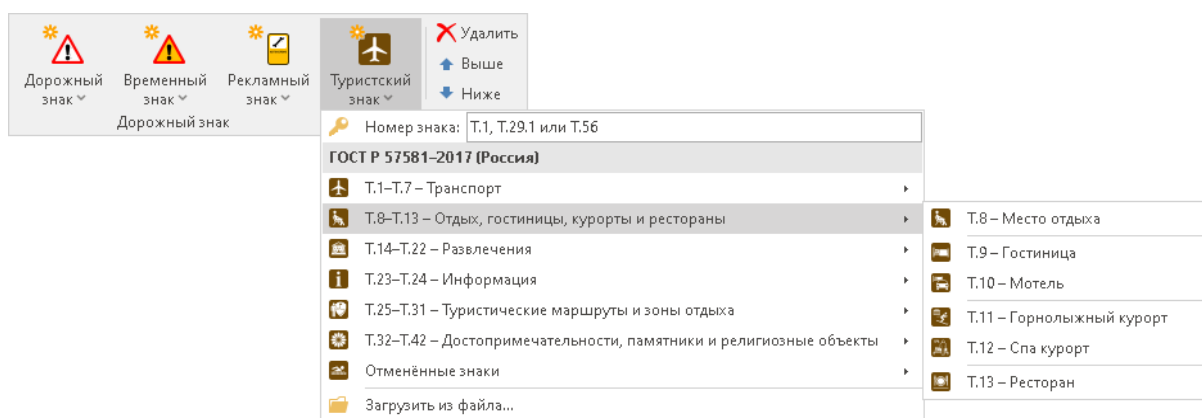 Дорожный знак
Временный знак
Рекламный знак
Туристский знак
Удалить
Выше
Ниже
Дорожный знак
Номер знака: Т.1, Т.29.1 или Т.56
ГОСТ Р 57581–2017 (Россия)
Т.1–Т.7 – Транспорт
Т.8–Т.13 – Отдых, гостиницы, курорты и рестораны
Т.14–Т.22 – Развлечения
Т.23–Т.24 – Информация
Т.25–Т.31 – Туристические маршруты и зоны отдыха
Т.32–Т.42 – Достопримечательности, памятники и религиозные объекты
Отменённые знаки
Загрузить из файла...
Т.8 – Место отдыха
Т.9 – Гостиница
Т.10 – Мотель
Т.11 – Горнолыжный курорт
Т.12 – Спа курорт
Т.13 – Ресторан